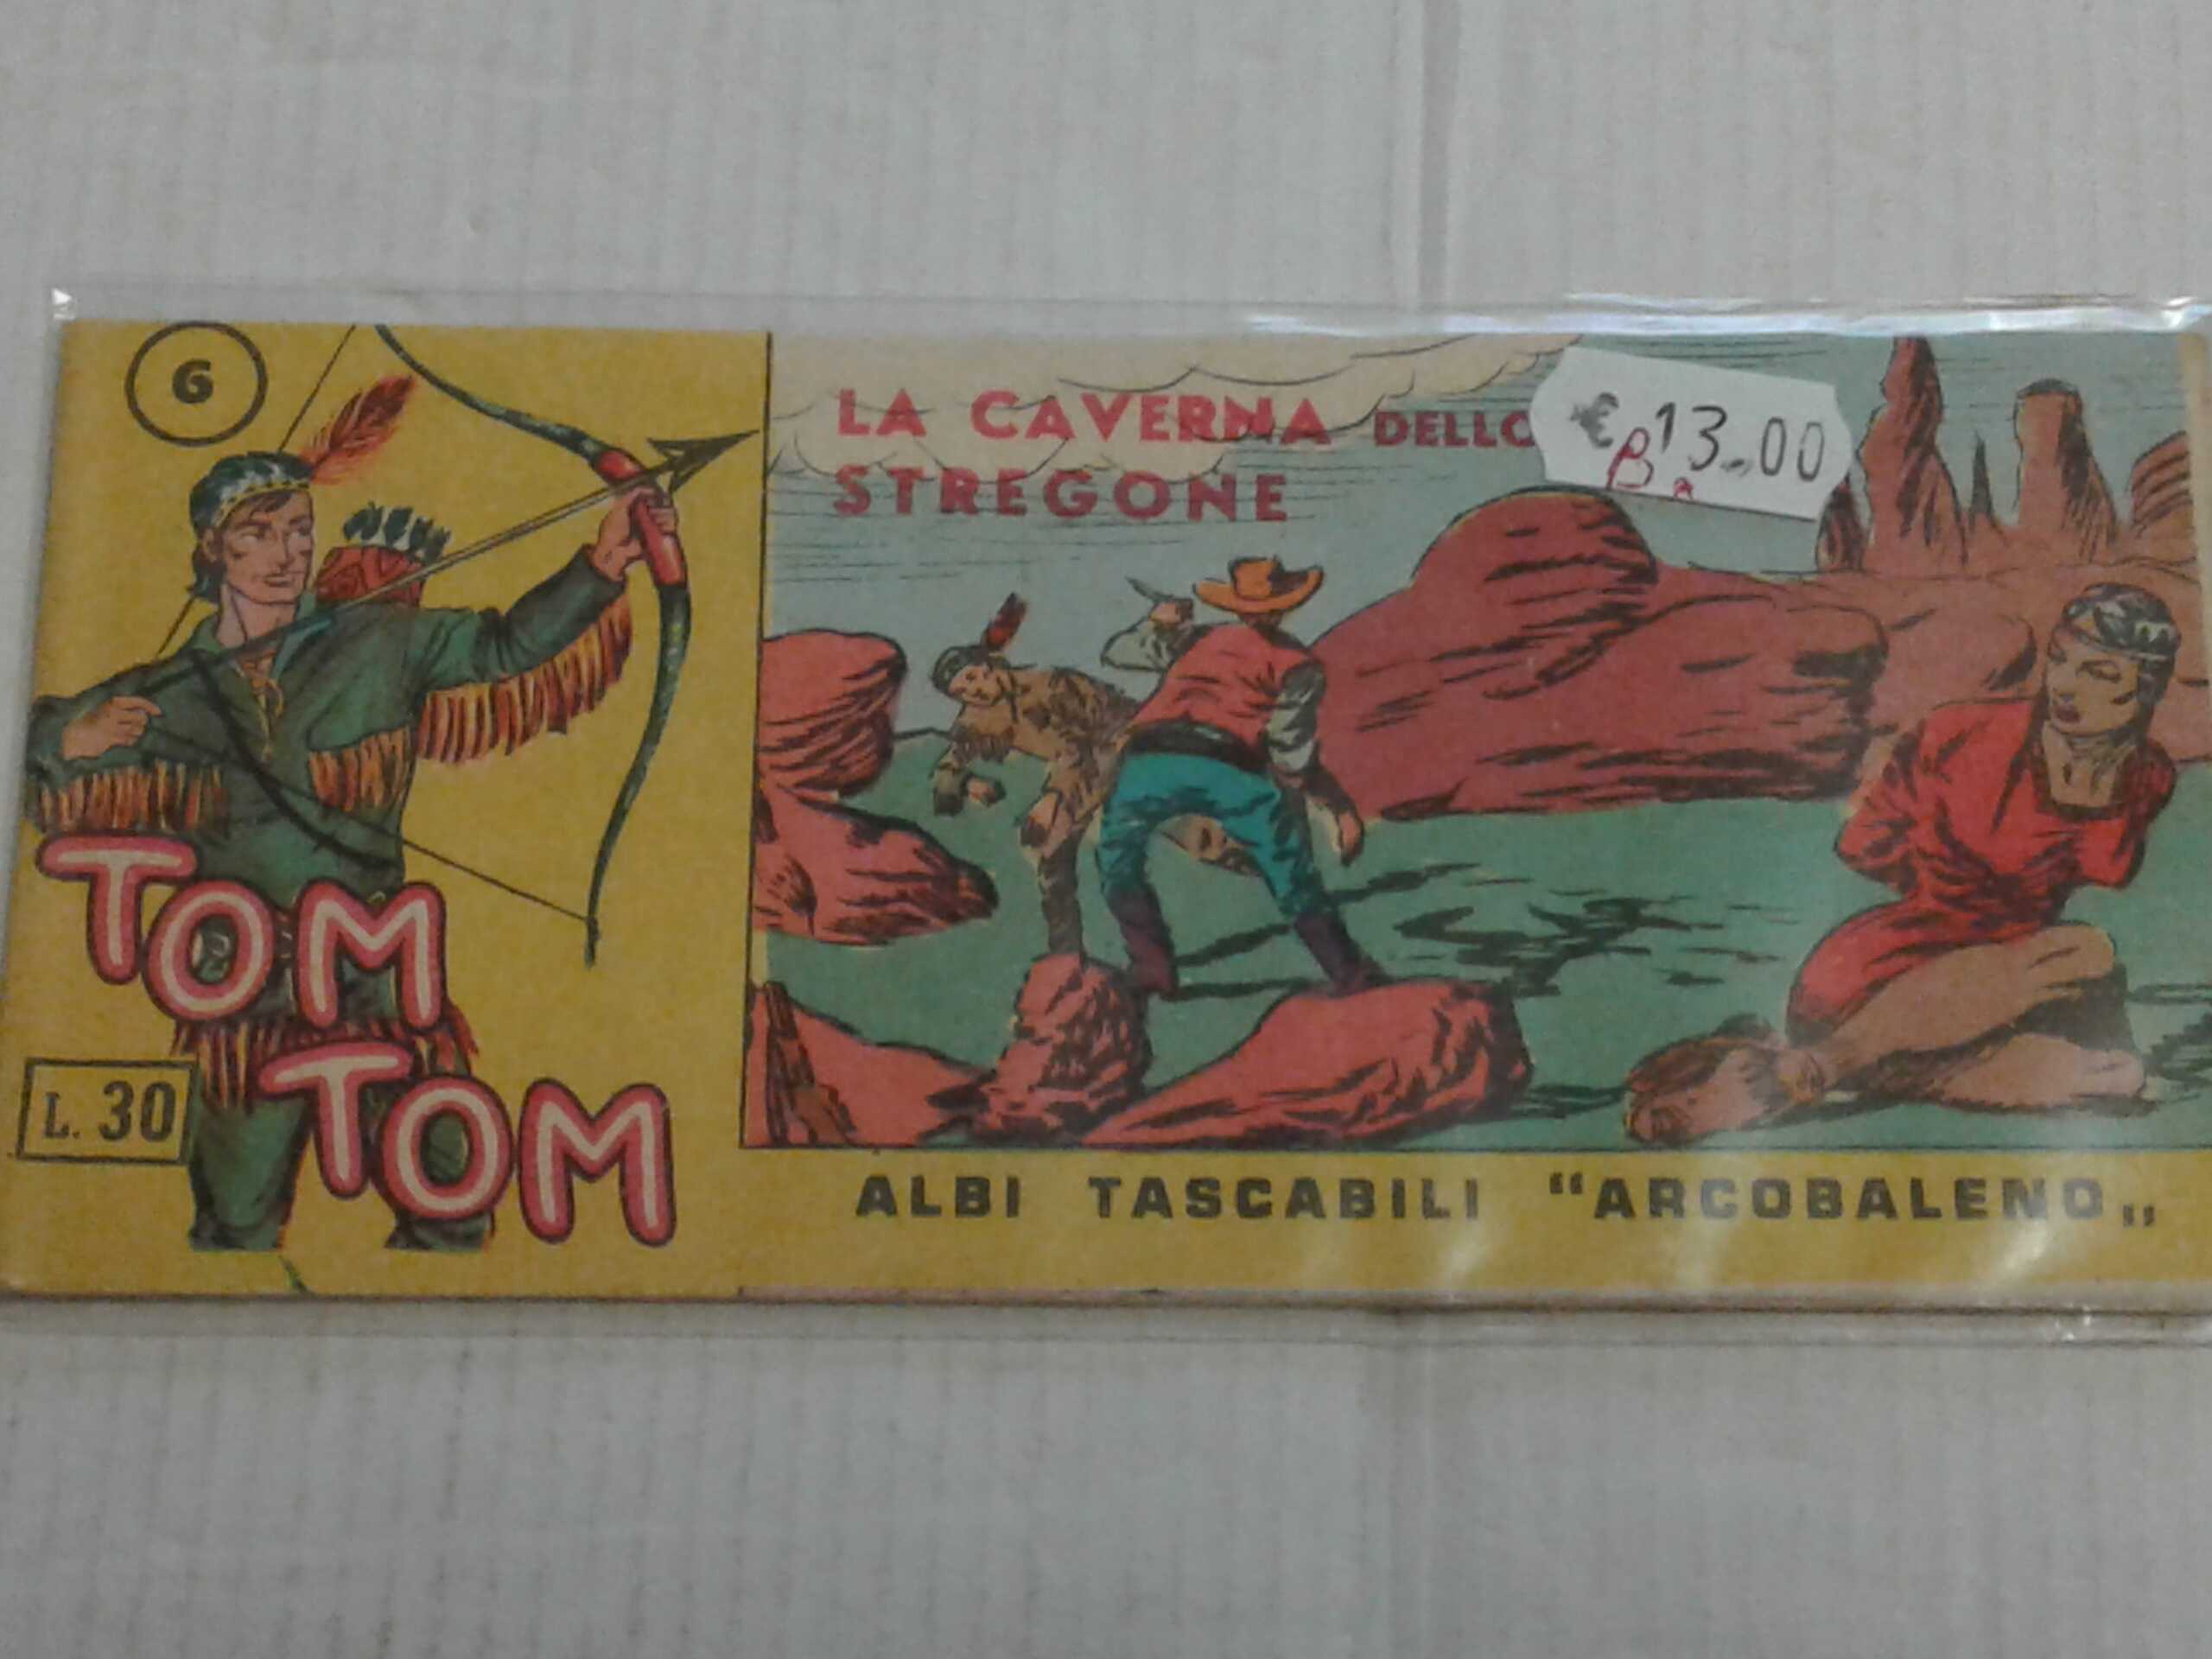 6
LA CAVERNA DELLO
STREGONE
€ 13.00
TOM
TOM
L. 30
ALBI TASCABILI "ARCOBALENO„